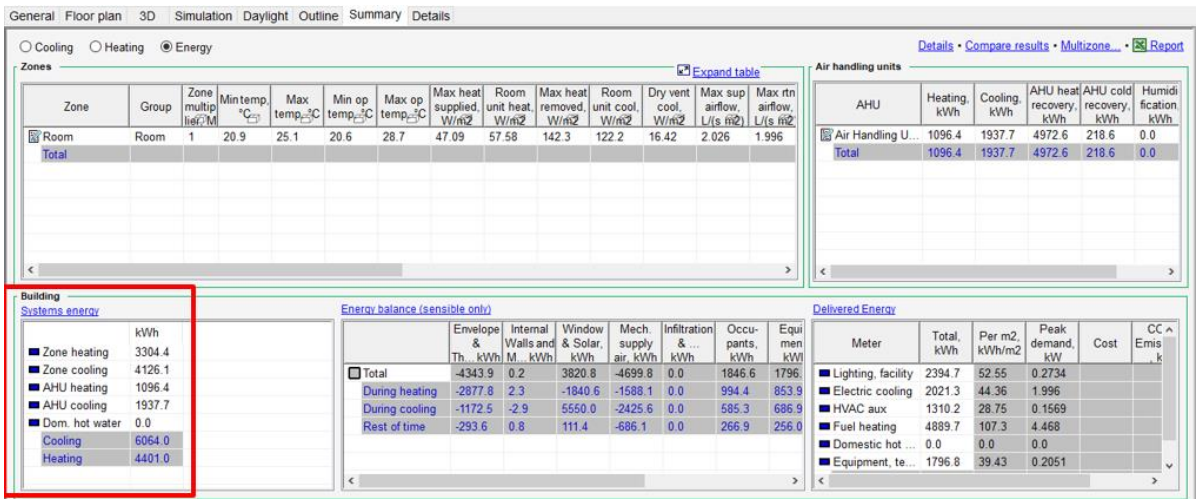 General Floor plan 3D Simulation Daylight Outline Summary Details
Cooling Heating Energy Details • Compare results • Multizone... • Report
Zones Expand table
Zone Group Zone multip lier, M Min temp, °C Max temp, °C Min op temp, °C Max op temp, °C Max heat supplied, W/m2 Room unit heat, W/m2 Max heat removed, W/m2 Room unit cool, W/m2 Dry vent cool, W/m2 Max sup airflow, L/(s m2) Max rtn airflow, L/(s m2
Room Room 1 20.9 25.1 20.6 28.7 47.09 57.58 142.3 122.2 16.42 2.026 1.996
Total
Air handling units
AHU Heating, kWh Cooling, kWh AHU heat recovery, kWh AHU cold recovery, kWh Humidi fication, kWh
Air Handling U... 1096.4 1937.7 4972.6 218.6 0.0
Total 1096.4 1937.7 4972.6 218.6 0.0
Building
Systems energy
kWh
Zone heating 3304.4
Zone cooling 4126.1
AHU heating 1096.4
AHU cooling 1937.7
Dom. hot water 0.0
Cooling 6064.0
Heating 4401.0
Energy balance (sensible only)
Envelope & Th... kWh Internal Walls and M... kWh Window & Solar, kWh Mech. supply air, kWh Infiltration & ... kWh Occu- pants, kWh Equi men kWl
Total -4343.9 0.2 3820.8 -4699.8 0.0 1846.6 1796.
During heating -2877.8 2.3 -1840.6 -1588.1 0.0 994.4 853.9
During cooling -1172.5 -2.9 5550.0 -2425.6 0.0 585.3 686.9
Rest of time -293.6 0.8 111.4 -686.1 0.0 266.9 256.0
Delivered Energy
Meter Total, kWh Per m2, kWh/m2 Peak demand, kW Cost CC Emis , k
Lighting, facility 2394.7 52.55 0.2734
Electric cooling 2021.3 44.36 1.996
HVAC aux 1310.2 28.75 0.1569
Fuel heating 4889.7 107.3 4.468
Domestic hot ... 0.0 0.0 0.0
Equipment, te... 1796.8 39.43 0.2051